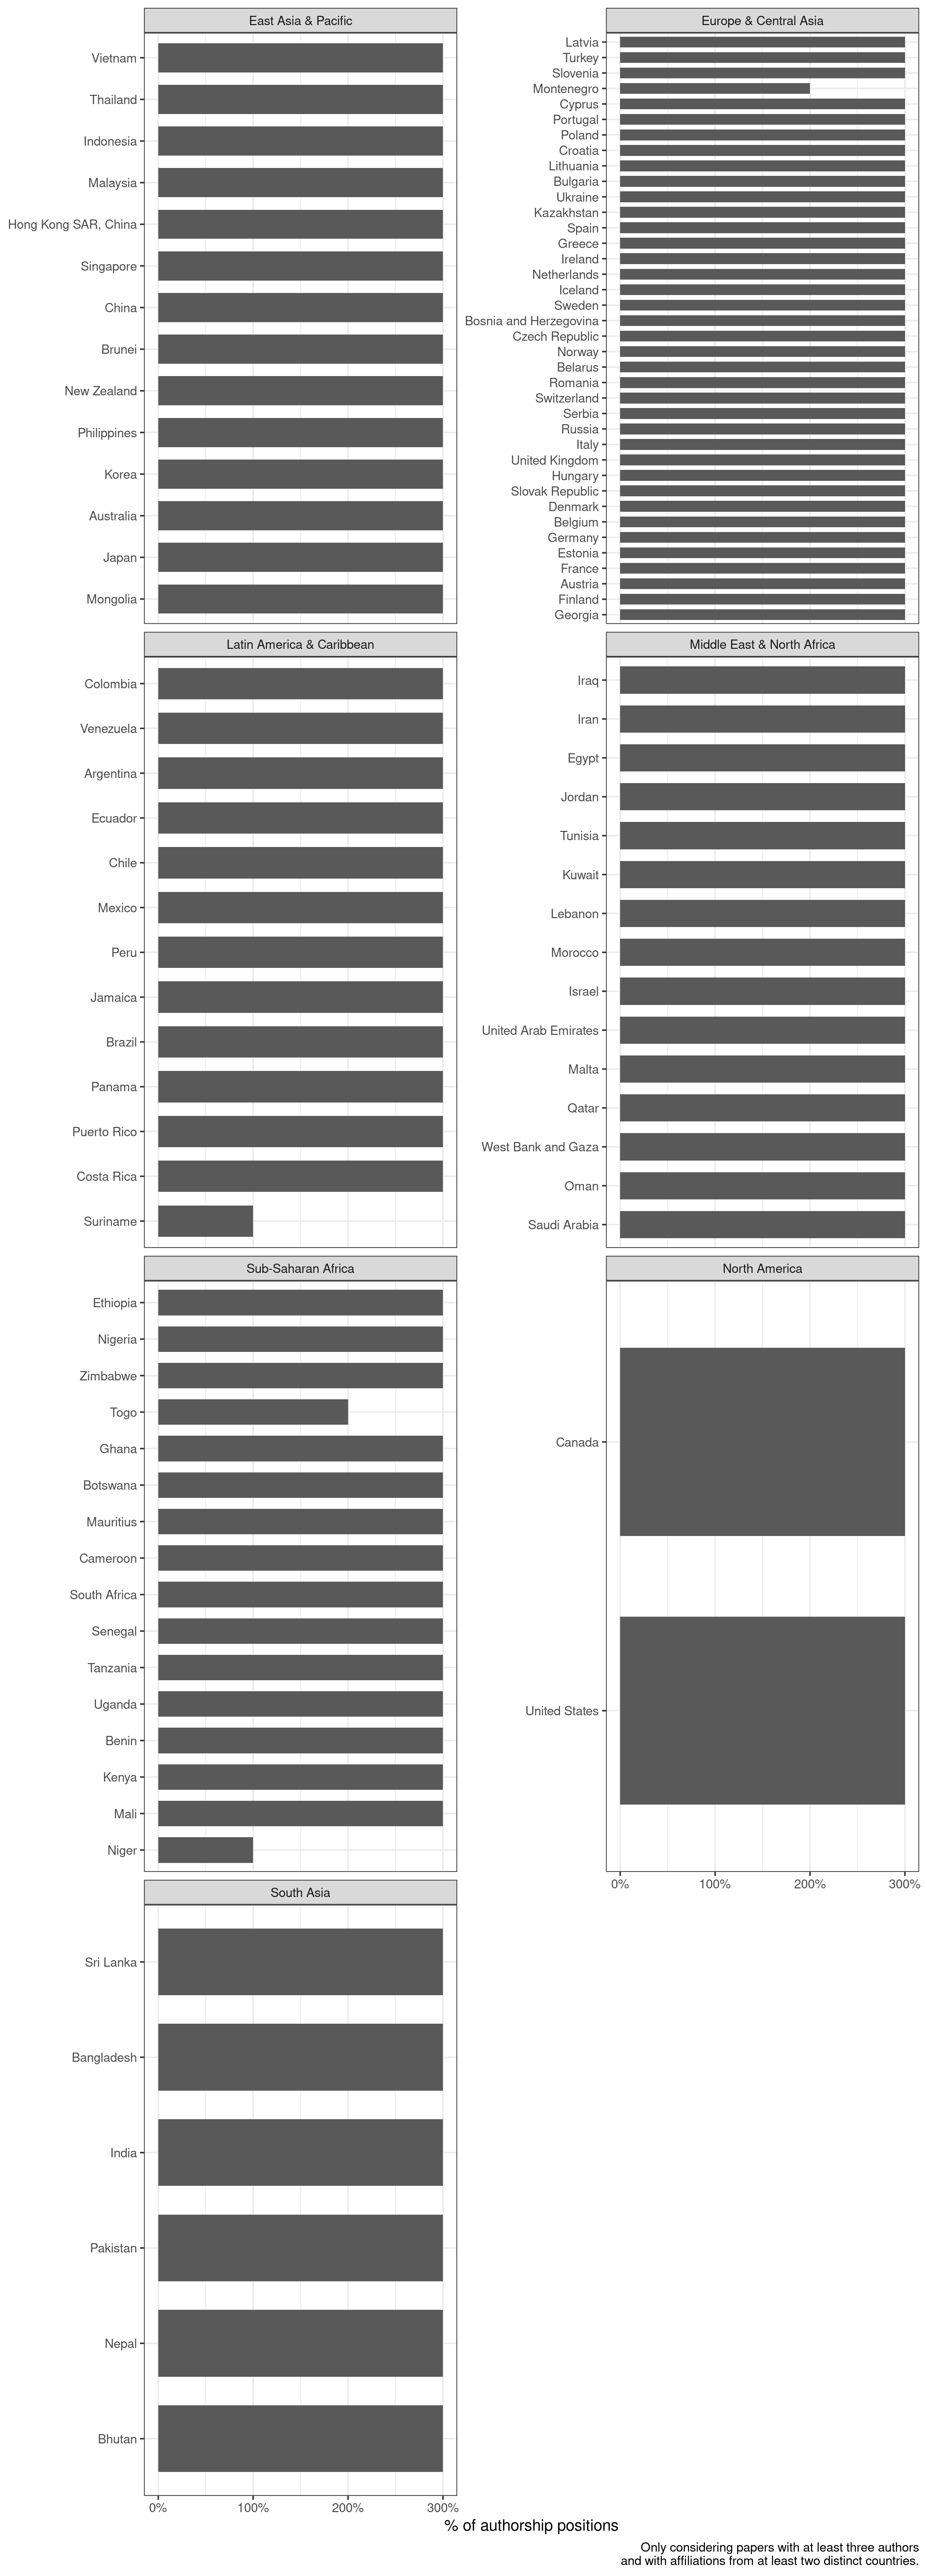 East Asia & Pacific
Vietnam
Thailand
Indonesia
Malaysia
Hong Kong SAR, China
Singapore
China
Brunei
New Zealand
Philippines
Korea
Australia
Japan
Mongolia
Europe & Central Asia
Latvia
Turkey
Slovenia
Montenegro
Cyprus
Portugal
Poland
Croatia
Lithuania
Bulgaria
Ukraine
Kazakhstan
Spain
Greece
Ireland
Netherlands
Iceland
Sweden
Bosnia and Herzegovina
Czech Republic
Norway
Belarus
Romania
Switzerland
Serbia
Russia
Italy
United Kingdom
Hungary
Slovak Republic
Denmark
Belgium
Germany
Estonia
France
Austria
Finland
Georgia
Latin America & Caribbean
Colombia
Venezuela
Argentina
Ecuador
Chile
Mexico
Peru
Jamaica
Brazil
Panama
Puerto Rico
Costa Rica
Suriname
Middle East & North Africa
Iraq
Iran
Egypt
Jordan
Tunisia
Kuwait
Lebanon
Morocco
Israel
United Arab Emirates
Malta
Qatar
West Bank and Gaza
Oman
Saudi Arabia
Sub-Saharan Africa
Ethiopia
Nigeria
Zimbabwe
Togo
Ghana
Botswana
Mauritius
Cameroon
South Africa
Senegal
Tanzania
Uganda
Benin
Kenya
Mali
Niger
North America
Canada
United States
0% 100% 200% 300%
South Asia
Sri Lanka
Bangladesh
India
Pakistan
Nepal
Bhutan
0% 100% 200% 300%
% of authorship positions
Only considering papers with at least three authors
and with affiliations from at least two distinct countries.